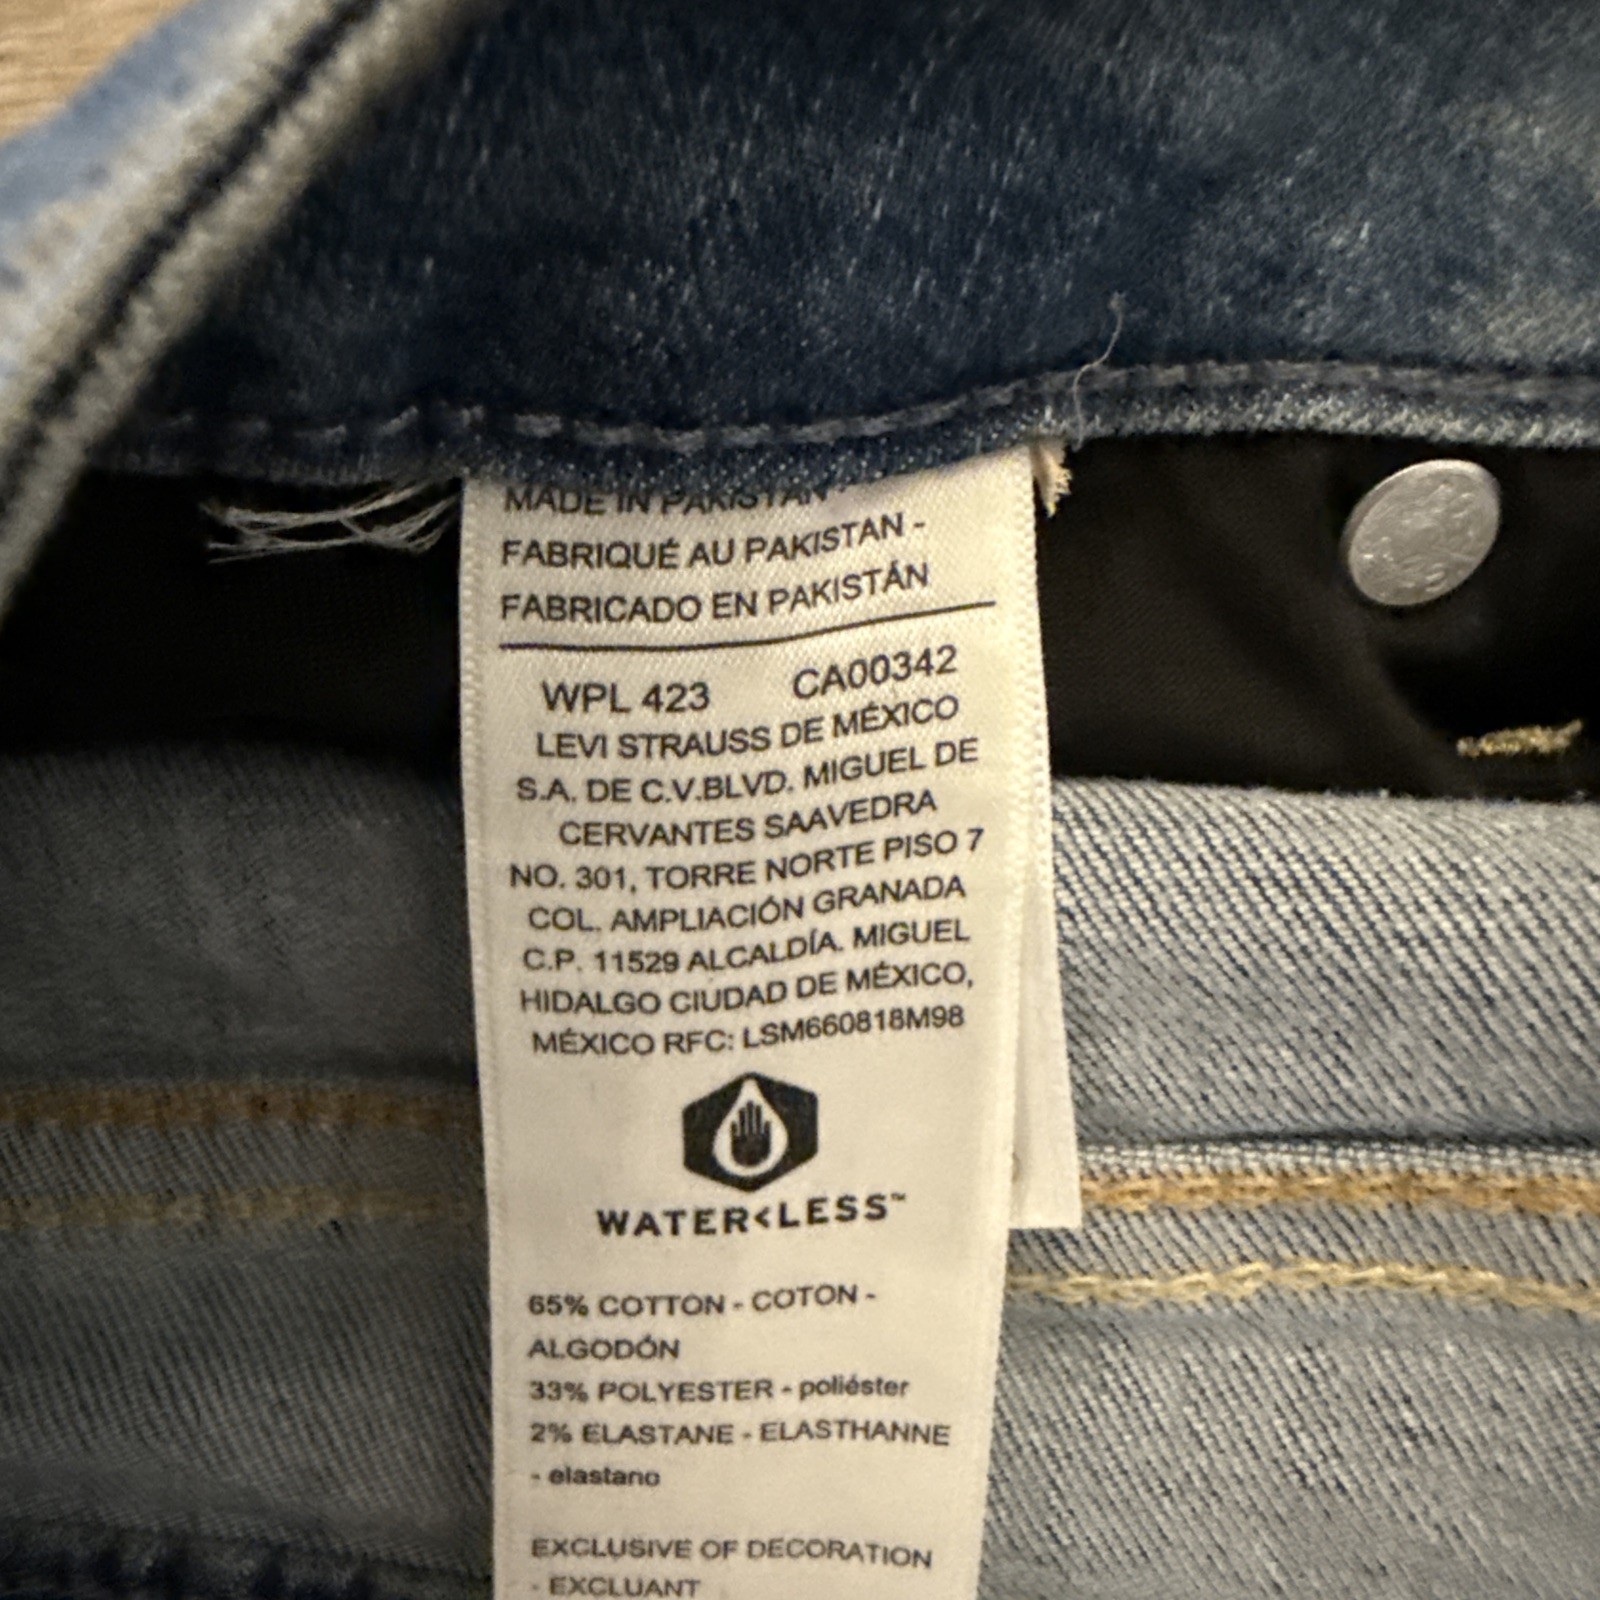 MADE IN PAKISTAN -
FABRIQUÉ AU PAKISTAN -
FABRICADO EN PAKISTÁN
WPL 423 CA00342
LEVI STRAUSS DE MÉXICO
S.A. DE C.V.BLVD. MIGUEL DE
CERVANTES SAAVEDRA
NO. 301, TORRE NORTE PISO 7
COL. AMPLIACIÓN GRANADA
C.P. 11529 ALCALDÍA. MIGUEL
HIDALGO CIUDAD DE MÉXICO,
MÉXICO RFC: LSM660818M98
WATER<LESS™
65% COTTON - COTON -
ALGODÓN
33% POLYESTER - poliéster
2% ELASTANE - ELASTHANNE
- elastano
EXCLUSIVE OF DECORATION
- EXCLUANT